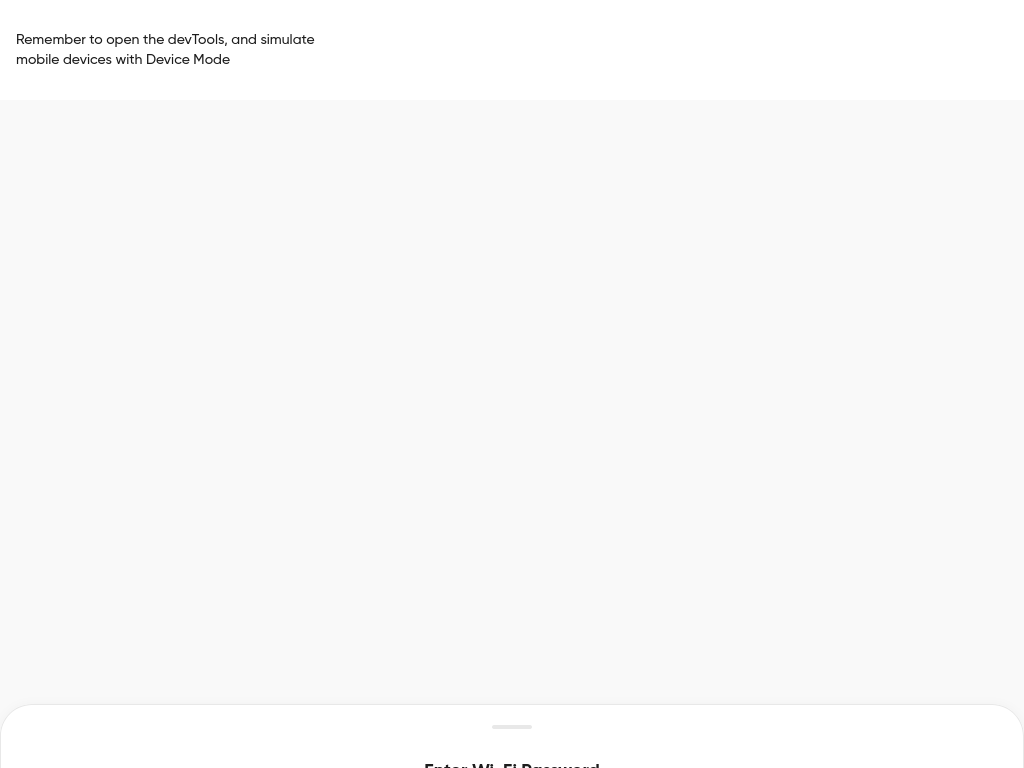 Remember to open the devTools, and simulate
mobile devices with Device Mode
Enter Wi-Fi Password